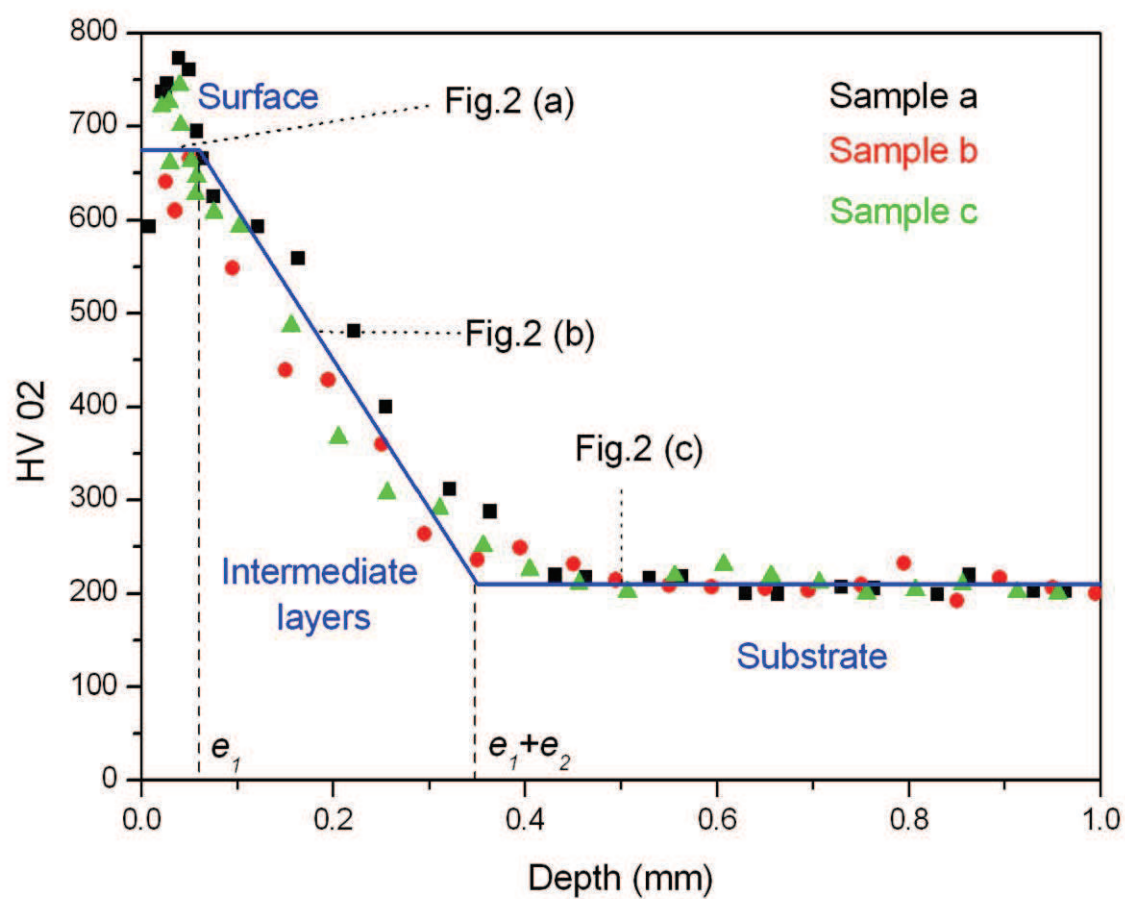 800
700
600
500
400
300
200
100
0
HV 02
Surface
Fig.2 (a)
Sample a
Sample b
Sample c
Fig.2 (b)
Fig.2 (c)
Intermediate
layers
Substrate
e1
e1+e2
0.0
0.2
0.4
0.6
0.8
1.0
Depth (mm)